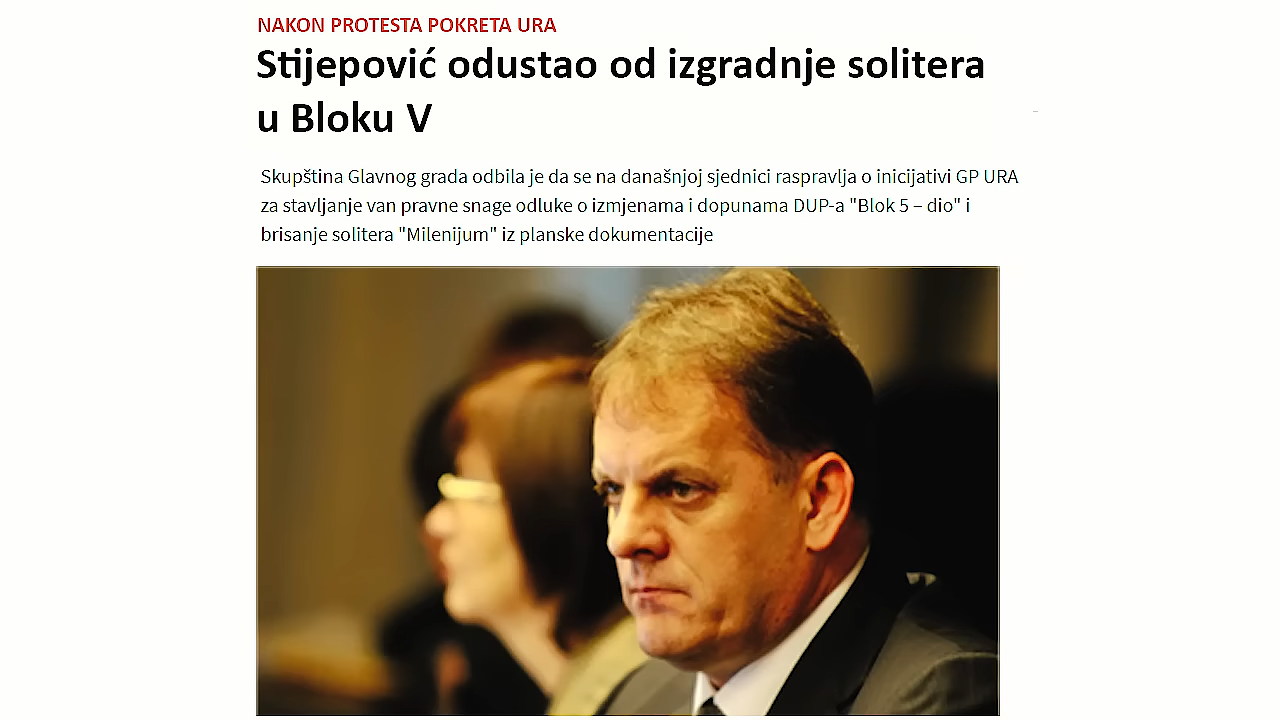 NAKON PROTESTA POKRETA URA
Stijepović odustao od izgradnje solitera
u Bloku V
Skupština Glavnog grada odbila je da se na današnjoj sjednici raspravlja o inicijativi GP URA
za stavljanje van pravne snage odluke o izmjenama i dopunama DUP-a "Blok 5 – dio" i
brisanje solitera "Milenijum" iz planske dokumentacije